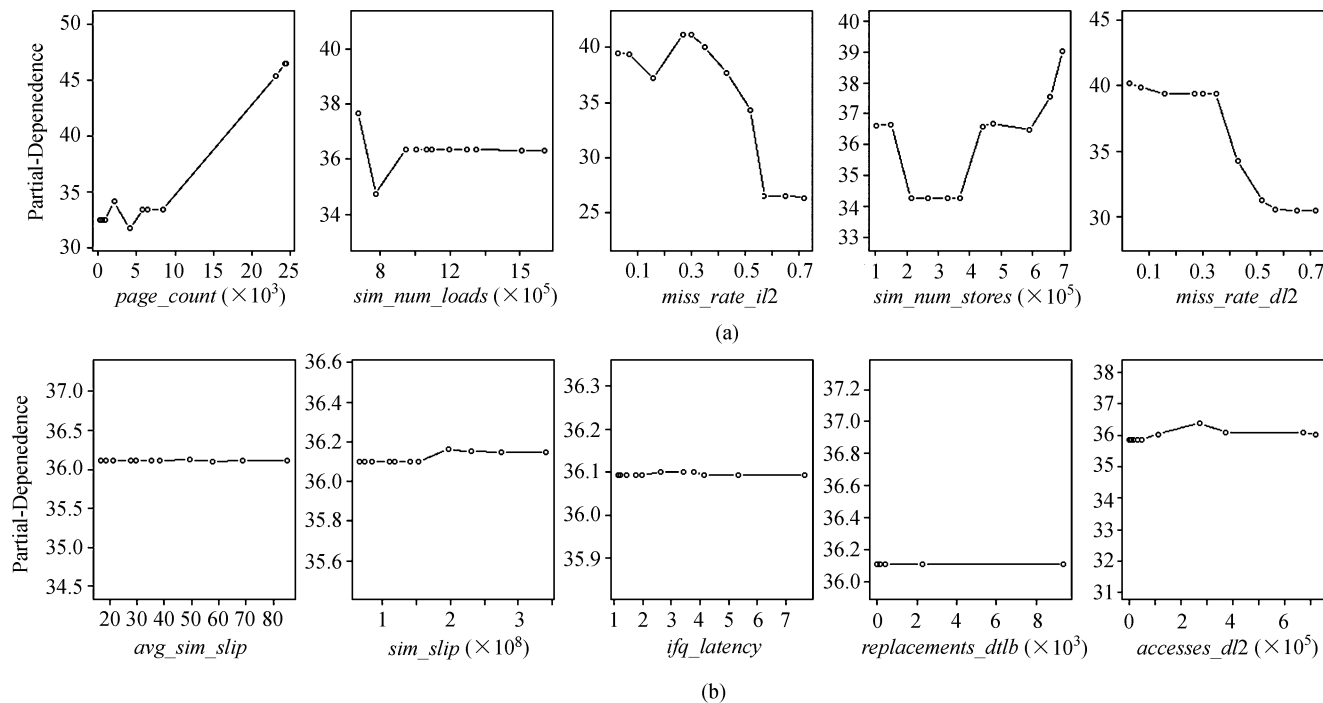 Partial-Depenedence
50
45
40
35
30
0 5 10 15 20 25
page_count (×10³)
40
38
36
34
8 12 15
sim_num_loads (×10⁵)
40
35
30
25
0.1 0.3 0.5 0.7
miss_rate_il2
40
39
38
37
36
35
34
33
1 2 3 4 5 6 7
sim_num_stores (×10⁵)
45
40
35
30
0.1 0.3 0.5 0.7
miss_rate_dl2
(a)
Partial-Depenedence
37.0
36.5
36.0
35.5
35.0
34.5
20 30 40 50 60 70 80
avg_sim_slip
36.6
36.4
36.2
36.0
35.8
35.6
1 2 3
sim_slip (×10⁸)
36.3
36.2
36.1
36.0
35.9
1 2 3 4 5 6 7
ifq_latency
37.2
37.0
36.8
36.6
36.4
36.2
36.0
0 2 4 6 8
replacements_dtlb (×10³)
38
37
36
35
34
33
32
31
0 2 4 6
accesses_dl2 (×10⁵)
(b)